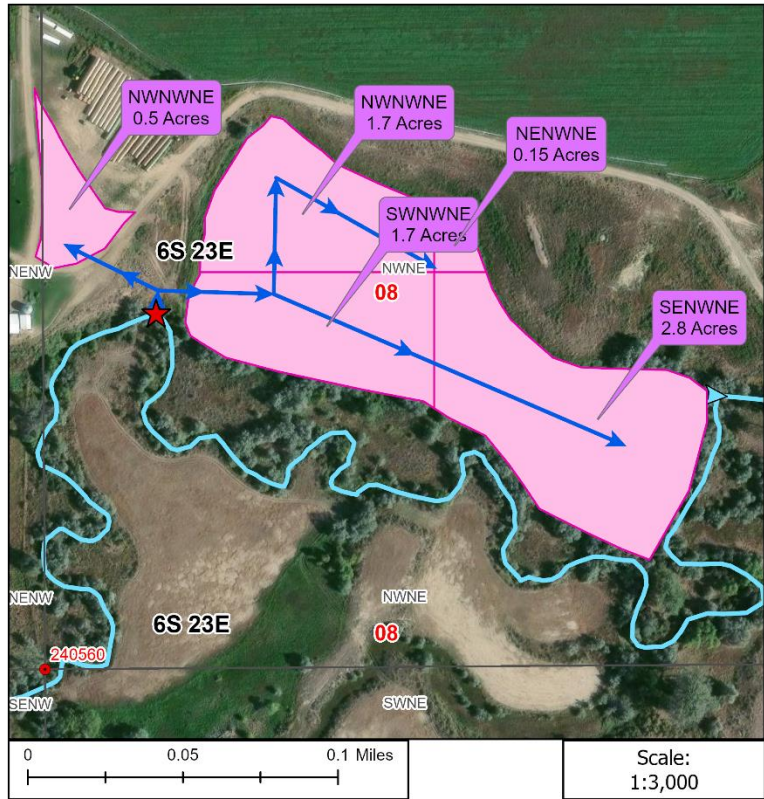 NWNWNE
0.5 Acres
NWNWNE
1.7 Acres
NENWNE
0.15 Acres
SWNWNE
1.7 Acres
6S 23E
NENW
NWNE
08
SENWNE
2.8 Acres
NENW
NWNE
6S 23E
08
240560
SENW
SWNE
0
0.05
0.1 Miles
Scale:
1:3,000